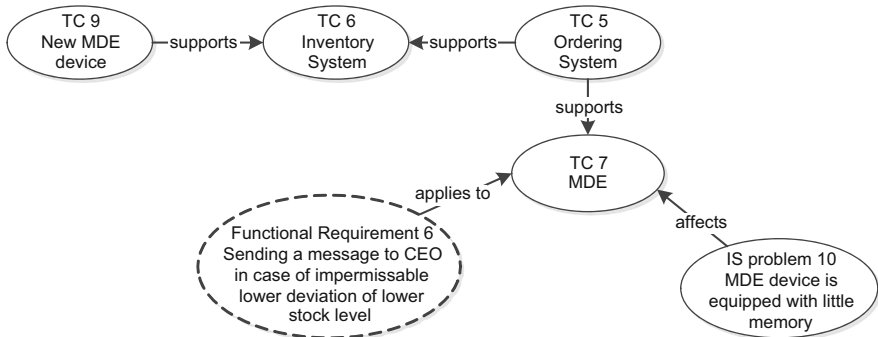 TC 9
New MDE
device
supports
TC 6
Inventory
System
supports
TC 5
Ordering
System
supports
TC 7
MDE
applies to
affects
Functional Requirement 6
Sending a message to CEO
in case of impermissable
lower deviation of lower
stock level
IS problem 10
MDE device is
equipped with little
memory